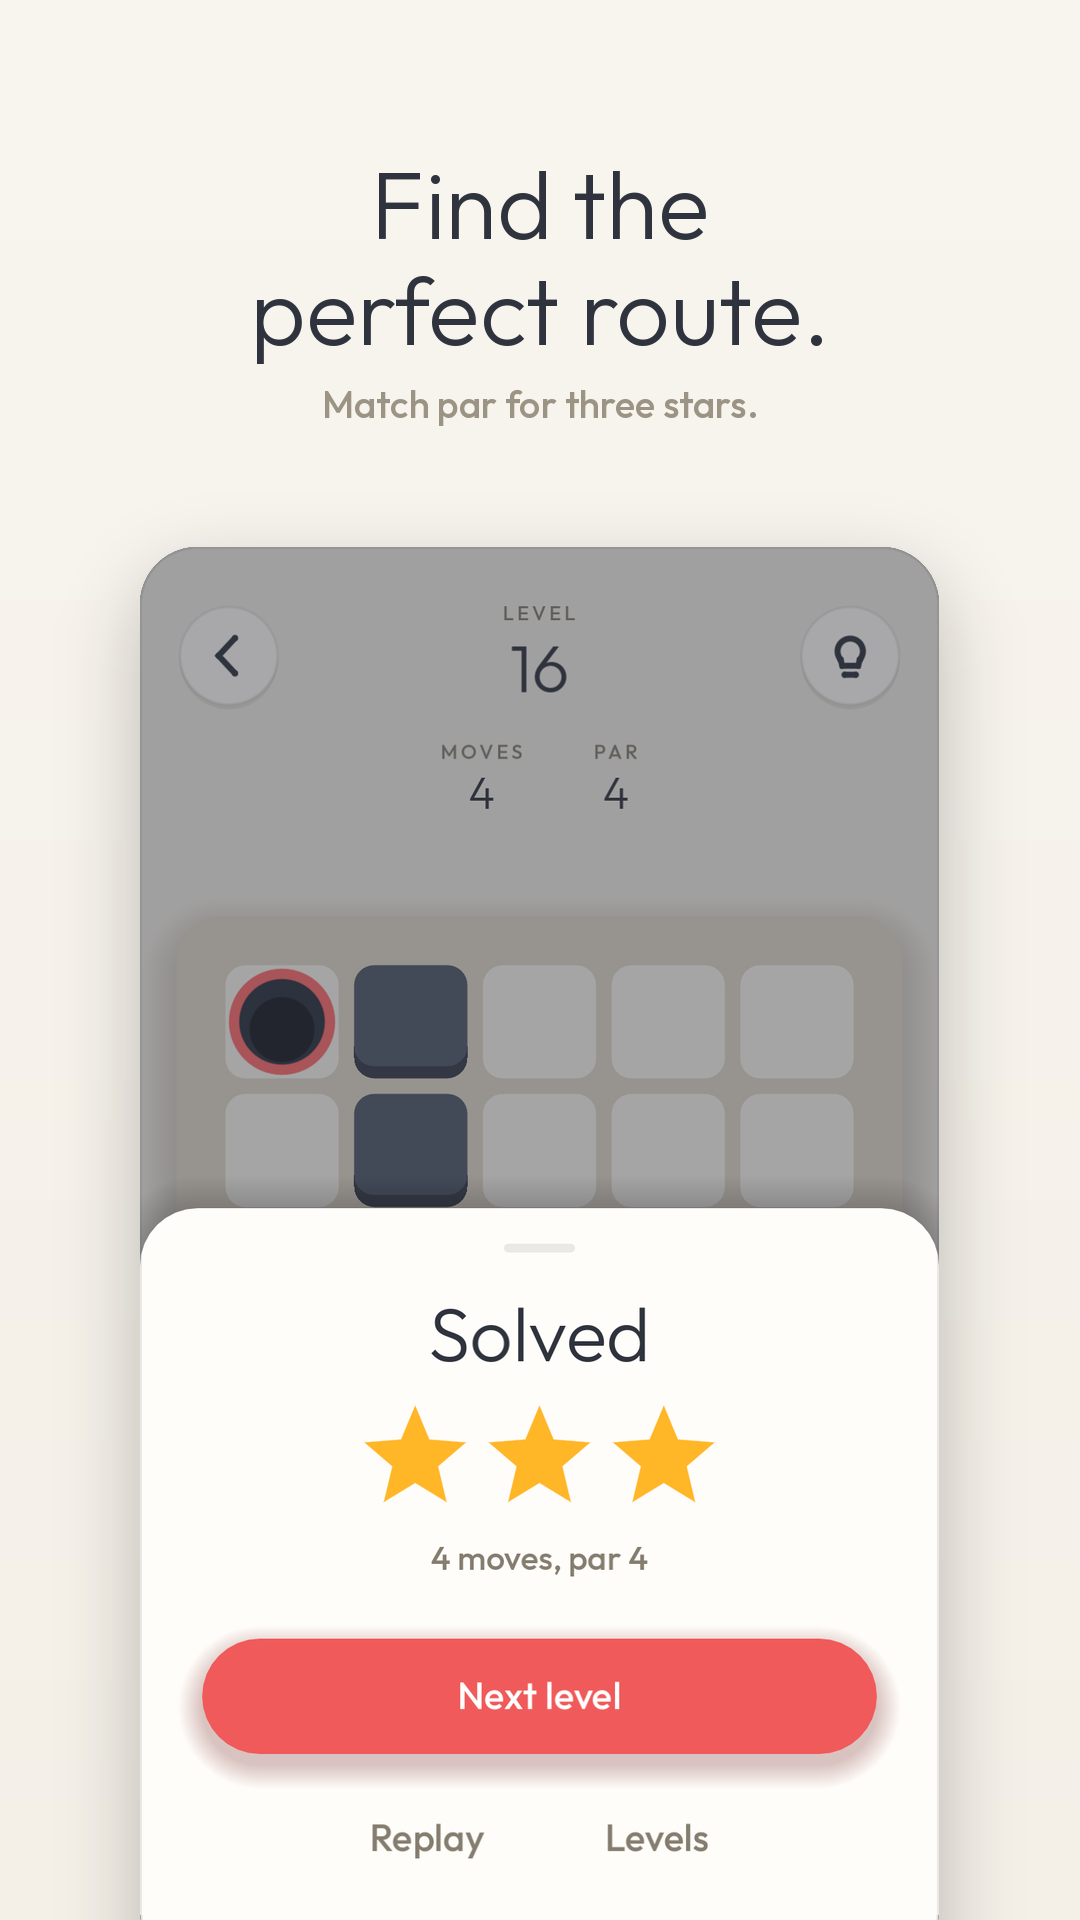 Find the
perfect route.
Match par for three stars.
LEVEL
16
MOVES PAR
4 4
Solved
4 moves, par 4
Next level
Replay Levels